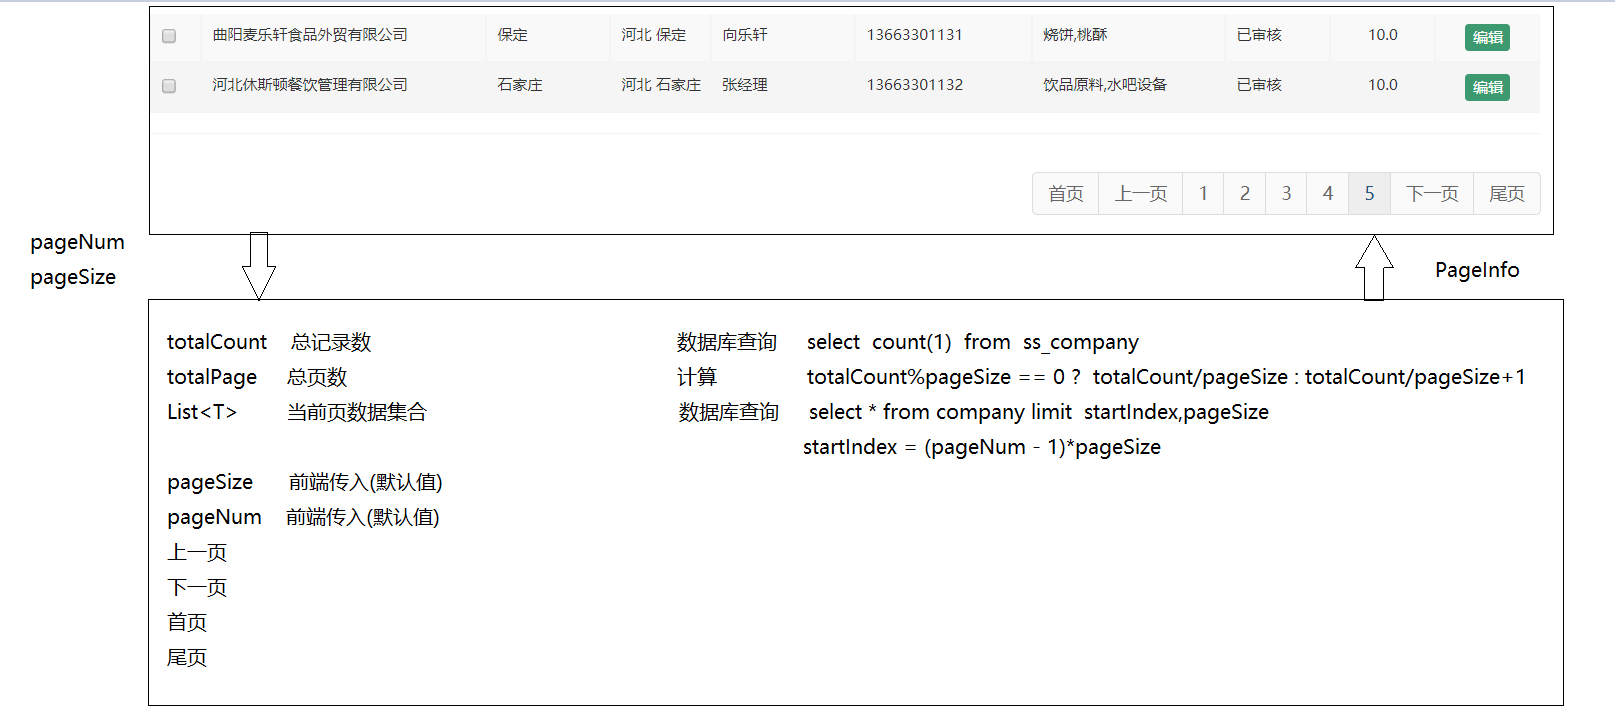 曲阳麦乐轩食品外贸有限公司 保定 河北 保定 向乐轩 13663301131 烧饼,桃酥 已审核 10.0 编辑
河北休斯顿餐饮管理有限公司 石家庄 河北 石家庄 张经理 13663301132 饮品原料,水吧设备 已审核 10.0 编辑
首页 上一页 1 2 3 4 5 下一页 尾页
pageNum
pageSize
PageInfo
totalCount 总记录数 数据库查询 select count(1) from ss_company
totalPage 总页数 计算 totalCount%pageSize == 0 ? totalCount/pageSize : totalCount/pageSize+1
List<T> 当前页数据集合 数据库查询 select * from company limit startIndex,pageSize
startIndex = (pageNum - 1)*pageSize
pageSize 前端传入(默认值)
pageNum 前端传入(默认值)
上一页
下一页
首页
尾页